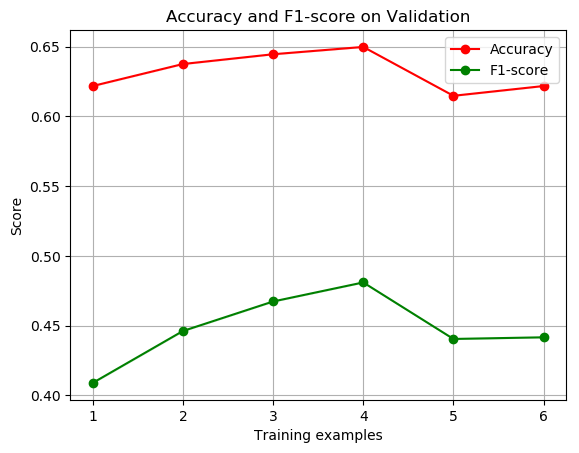 Accuracy and F1-score on Validation
Accuracy
F1-score
0.65
0.60
0.55
0.50
0.45
0.40
Score
1 2 3 4 5 6
Training examples